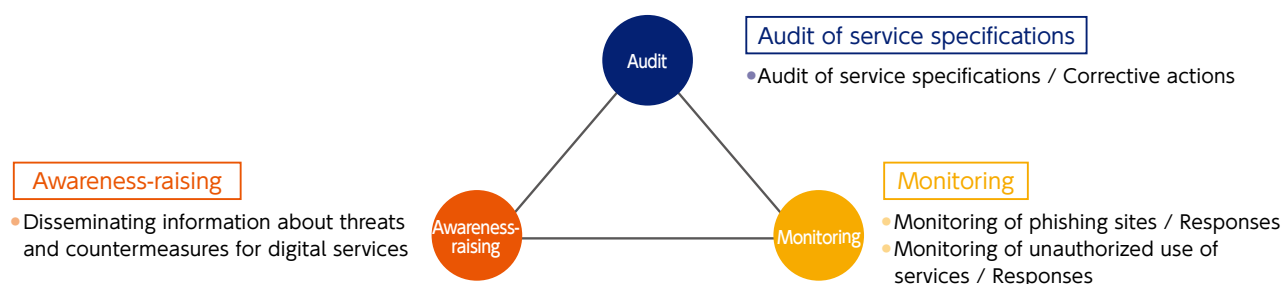 Audit of service specifications
Audit
•Audit of service specifications / Corrective actions
Awareness-raising
•Disseminating information about threats
and countermeasures for digital services
Awareness-
raising
Monitoring
Monitoring
•Monitoring of phishing sites / Responses
•Monitoring of unauthorized use of
services / Responses